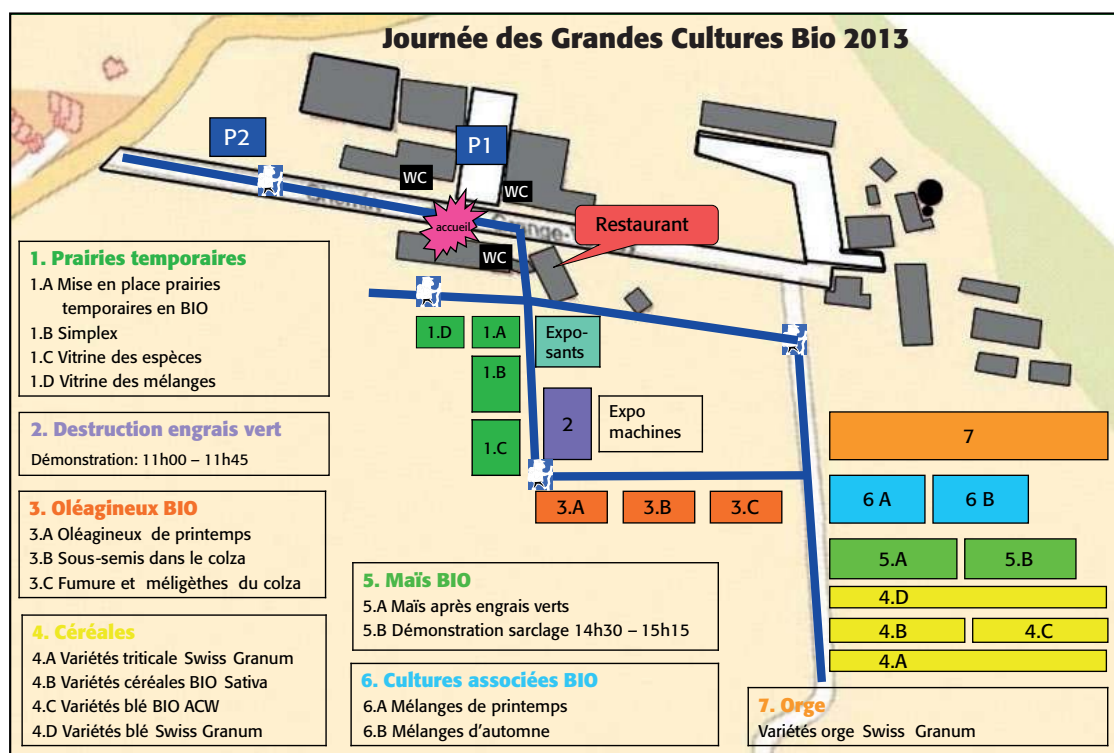 Journée des Grandes Cultures Bio 2013
P2
P1
WC
WC
Chemin
accueil
Grange-V
Restaurant
WC
1. Prairies temporaires
1.A Mise en place prairies
temporaires en BIO
1.B Simplex
1.C Vitrine des espèces
1.D Vitrine des mélanges
1.D
1.A
Expo-
sants
1.B
1.C
2
Expo
machines
2. Destruction engrais vert
Démonstration: 11h00 – 11h45
7
3. Oléagineux BIO
3.A Oléagineux de printemps
3.B Sous-semis dans le colza
3.C Fumure et méligèthes du colza
3.A
3.B
3.C
6 A
6 B
5.A
5.B
4.D
4.B
4.C
4.A
4. Céréales
4.A Variétés triticale Swiss Granum
4.B Variétés céréales BIO Sativa
4.C Variétés blé BIO ACW
4.D Variétés blé Swiss Granum
5. Maïs BIO
5.A Maïs après engrais verts
5.B Démonstration sarclage 14h30 – 15h15
6. Cultures associées BIO
6.A Mélanges de printemps
6.B Mélanges d'automne
7. Orge
Variétés orge Swiss Granum